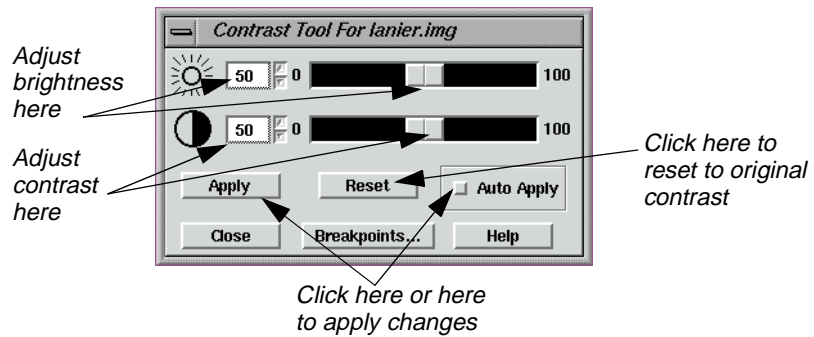 Contrast Tool For lanier.img
Adjust
brightness
here
50
0
100
50
0
100
Adjust
contrast
here
Click here to
reset to original
contrast
Apply
Reset
Auto Apply
Close
Breakpoints...
Help
Click here or here
to apply changes